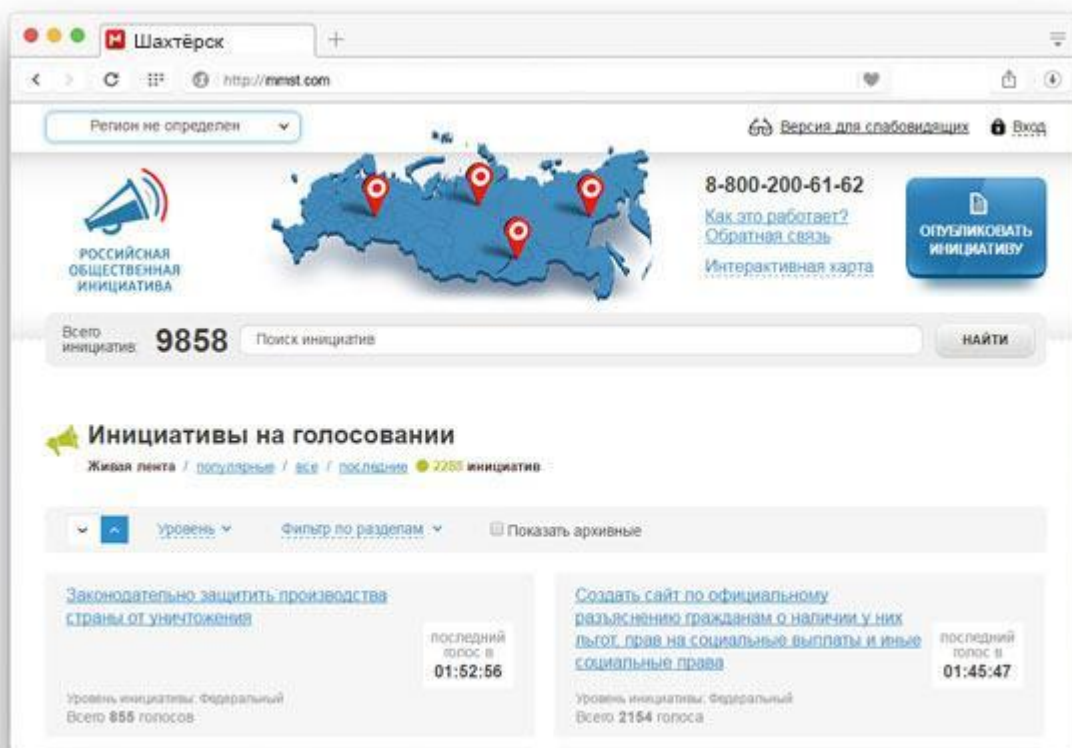 Шахтёрск
http://mmst.com
Регион не определен
Версия для слабовидящих
Вход
РОССИЙСКАЯ
ОБЩЕСТВЕННАЯ
ИНИЦИАТИВА
8-800-200-61-62
Как это работает?
Обратная связь
Интерактивная карта
ОПУБЛИКОВАТЬ
ИНИЦИАТИВУ
Всего
инициатив:
9858
Поиск инициатив
НАЙТИ
Инициативы на голосовании
Живая лента / популярные / все / последние 2255 инициатив
Уровень
Фильтр по разделам
Показать архивные
Законодательно защитить производства
страны от уничтожения
последний
голос в
01:52:56
Уровень инициативы: Федеральный
Всего 855 голосов
Создать сайт по официальному
разъяснению гражданам о наличии у них
льгот, прав на социальные выплаты и иные
социальные права
последний
голос в
01:45:47
Уровень инициативы: Федеральный
Всего 2154 голоса